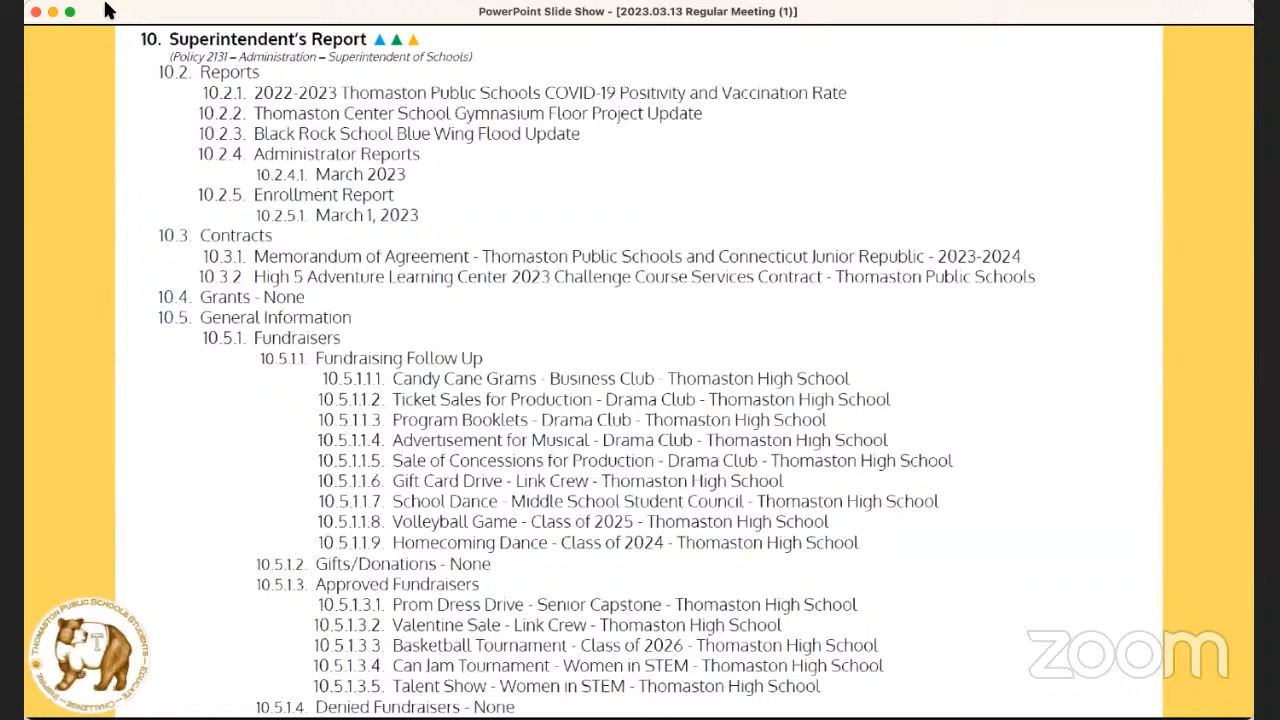 PowerPoint Slide Show - [2023.03.13 Regular Meeting (1)]
10. Superintendent's Report
(Policy 2131 – Administration – Superintendent of Schools)
10.2. Reports
10.2.1. 2022-2023 Thomaston Public Schools COVID-19 Positivity and Vaccination Rate
10.2.2. Thomaston Center School Gymnasium Floor Project Update
10.2.3. Black Rock School Blue Wing Flood Update
10.2.4. Administrator Reports
10.2.4.1. March 2023
10.2.5. Enrollment Report
10.2.5.1. March 1, 2023
10.3. Contracts
10.3.1. Memorandum of Agreement - Thomaston Public Schools and Connecticut Junior Republic - 2023-2024
10.3.2. High 5 Adventure Learning Center 2023 Challenge Course Services Contract - Thomaston Public Schools
10.4. Grants - None
10.5. General Information
10.5.1. Fundraisers
10.5.1.1. Fundraising Follow Up
10.5.1.1.1. Candy Cane Grams - Business Club - Thomaston High School
10.5.1.1.2. Ticket Sales for Production - Drama Club - Thomaston High School
10.5.1.1.3 Program Booklets - Drama Club - Thomaston High School
10.5.1.1.4. Advertisement for Musical - Drama Club - Thomaston High School
10.5.1.1.5. Sale of Concessions for Production - Drama Club - Thomaston High School
10.5.1.1.6. Gift Card Drive - Link Crew - Thomaston High School
10.5.1.1.7. School Dance - Middle School Student Council - Thomaston High School
10.5.1.1.8. Volleyball Game - Class of 2025 - Thomaston High School
10.5.1.1.9. Homecoming Dance - Class of 2024 - Thomaston High School
10.5.1.2. Gifts/Donations - None
10.5.1.3. Approved Fundraisers
10.5.1.3.1. Prom Dress Drive - Senior Capstone - Thomaston High School
10.5.1.3.2. Valentine Sale - Link Crew - Thomaston High School
10.5.1.3.3. Basketball Tournament - Class of 2026 - Thomaston High School
10.5.1.3.4. Can Jam Tournament - Women in STEM - Thomaston High School
10.5.1.3.5. Talent Show - Women in STEM - Thomaston High School
10.5.1.4. Denied Fundraisers - None
THOMASTON PUBLIC SCHOOLS STUDENTS
INSPIRE – CHALLENGE – EDUCATE
T
zoom